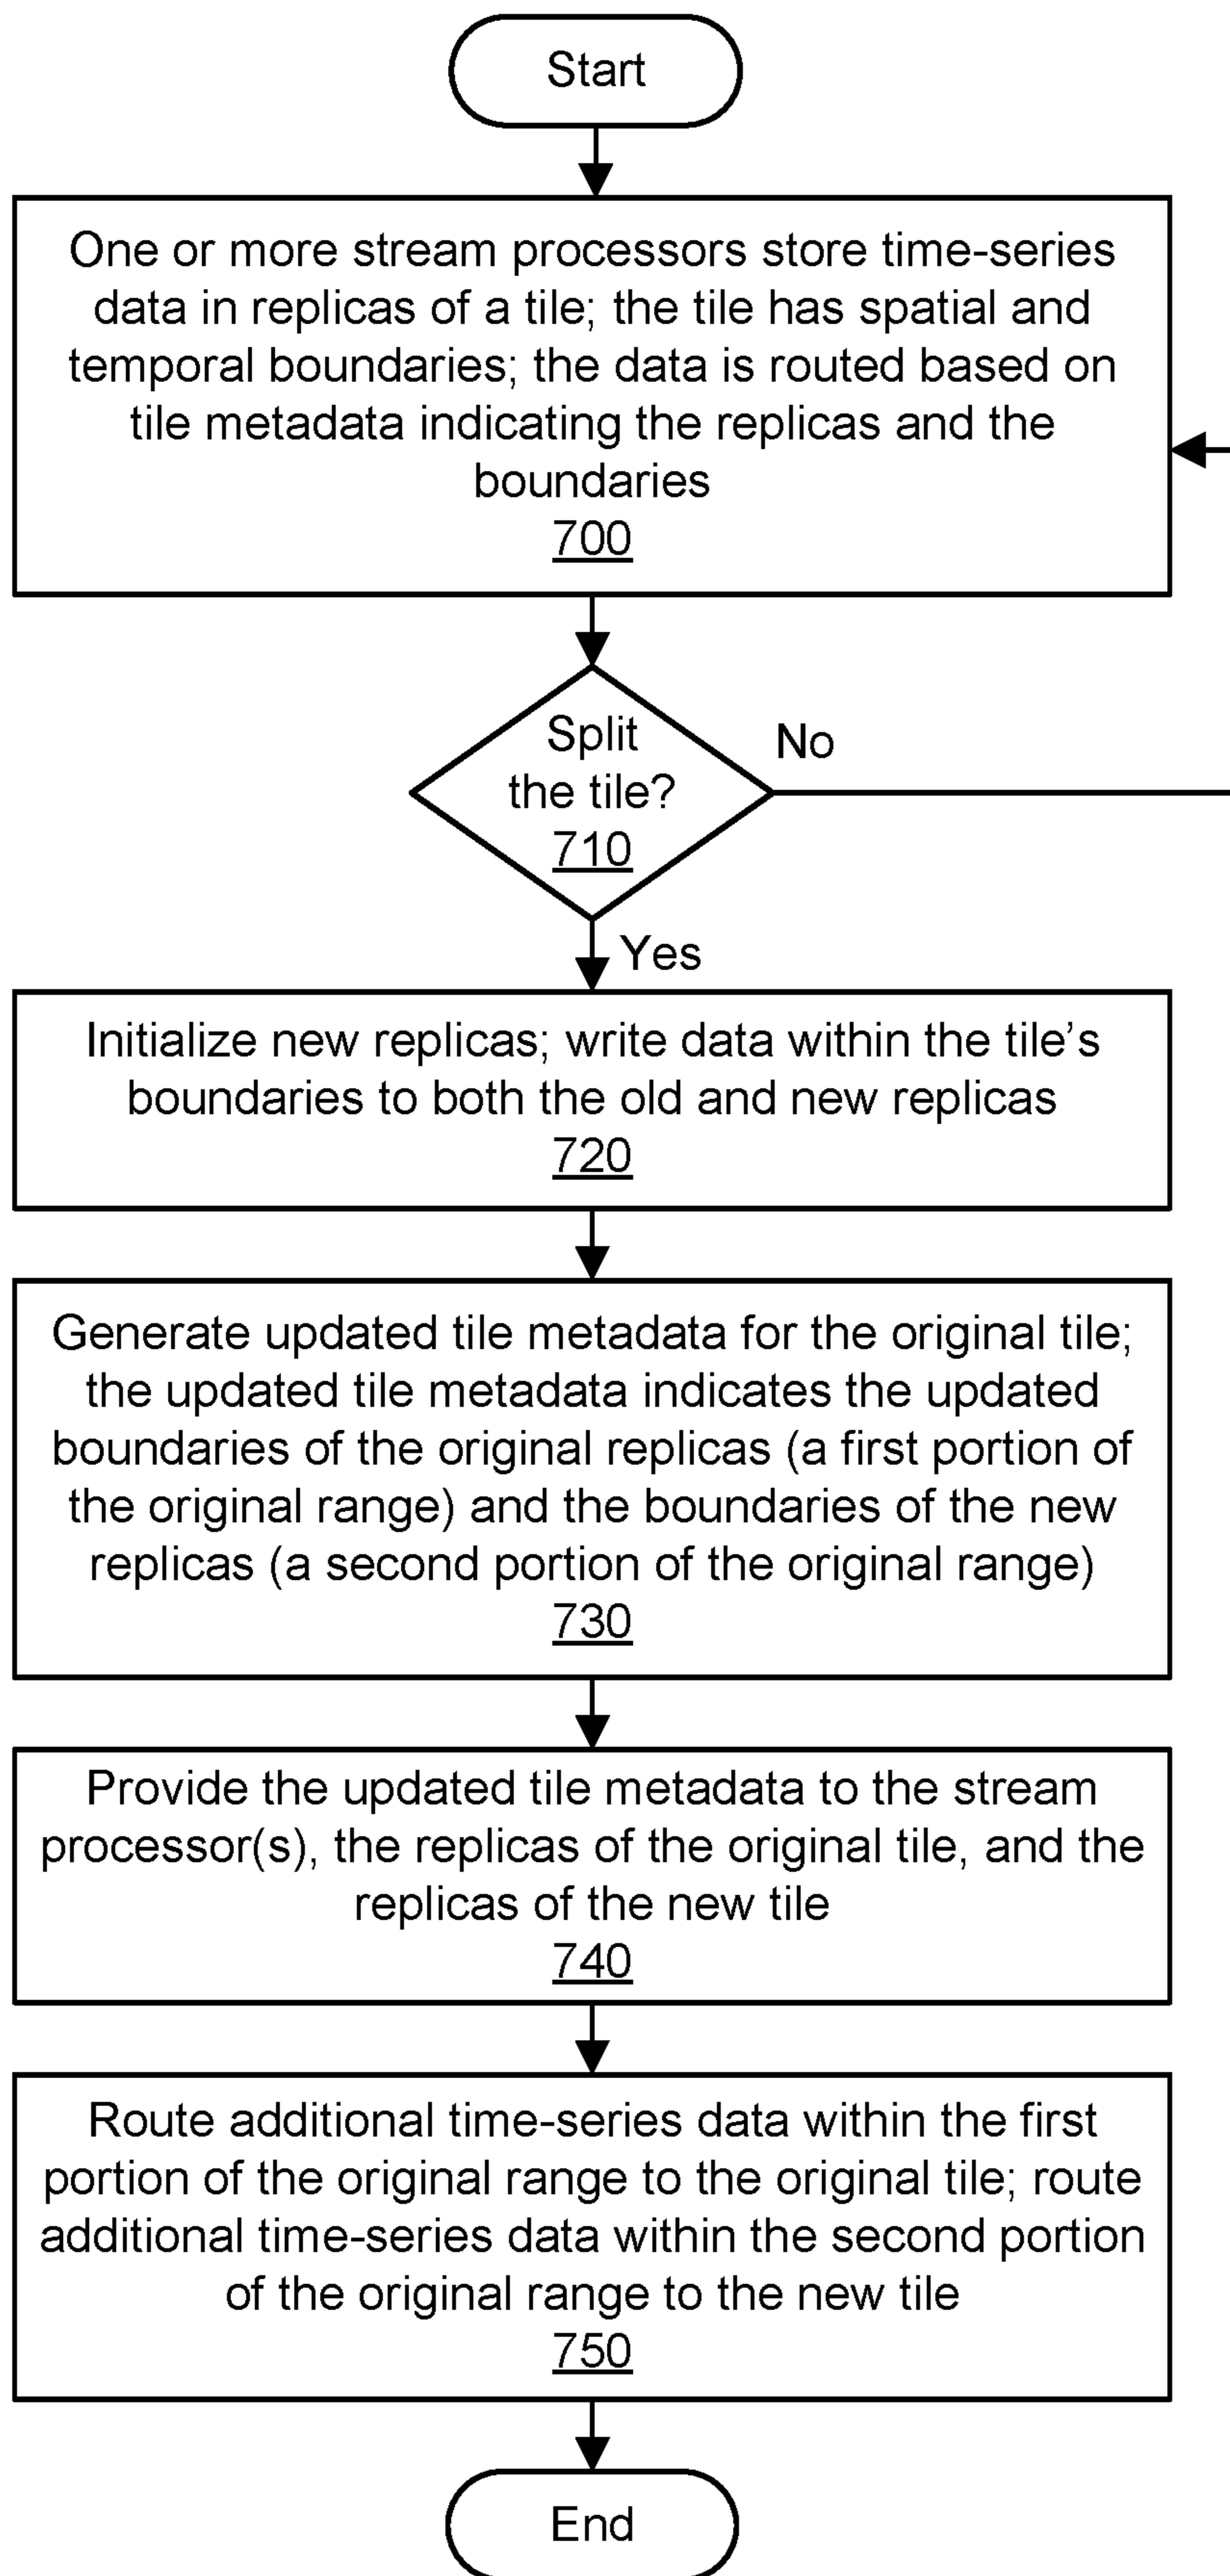 Start
One or more stream processors store time-series
data in replicas of a tile; the tile has spatial and
temporal boundaries; the data is routed based on
tile metadata indicating the replicas and the
boundaries
700
Split
the tile?
710
No
Yes
Initialize new replicas; write data within the tile’s
boundaries to both the old and new replicas
720
Generate updated tile metadata for the original tile;
the updated tile metadata indicates the updated
boundaries of the original replicas (a first portion of
the original range) and the boundaries of the new
replicas (a second portion of the original range)
730
Provide the updated tile metadata to the stream
processor(s), the replicas of the original tile, and the
replicas of the new tile
740
Route additional time-series data within the first
portion of the original range to the original tile; route
additional time-series data within the second portion
of the original range to the new tile
750
End